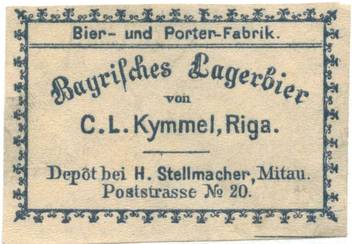 Bier- und Porter-Fabrik.
Bayrisches Lagerbier
von
C. L. Kymmel, Riga.
Depôt bei H. Stellmacher, Mitau.
Poststrasse № 20.